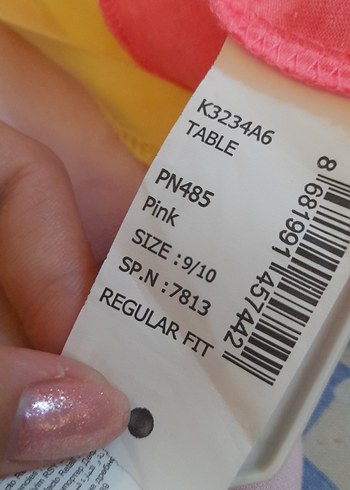 K3234A6
TABLE
PN485
Pink
SIZE : 9/10
SP.N : 7813
REGULAR FIT
8 681991 457442